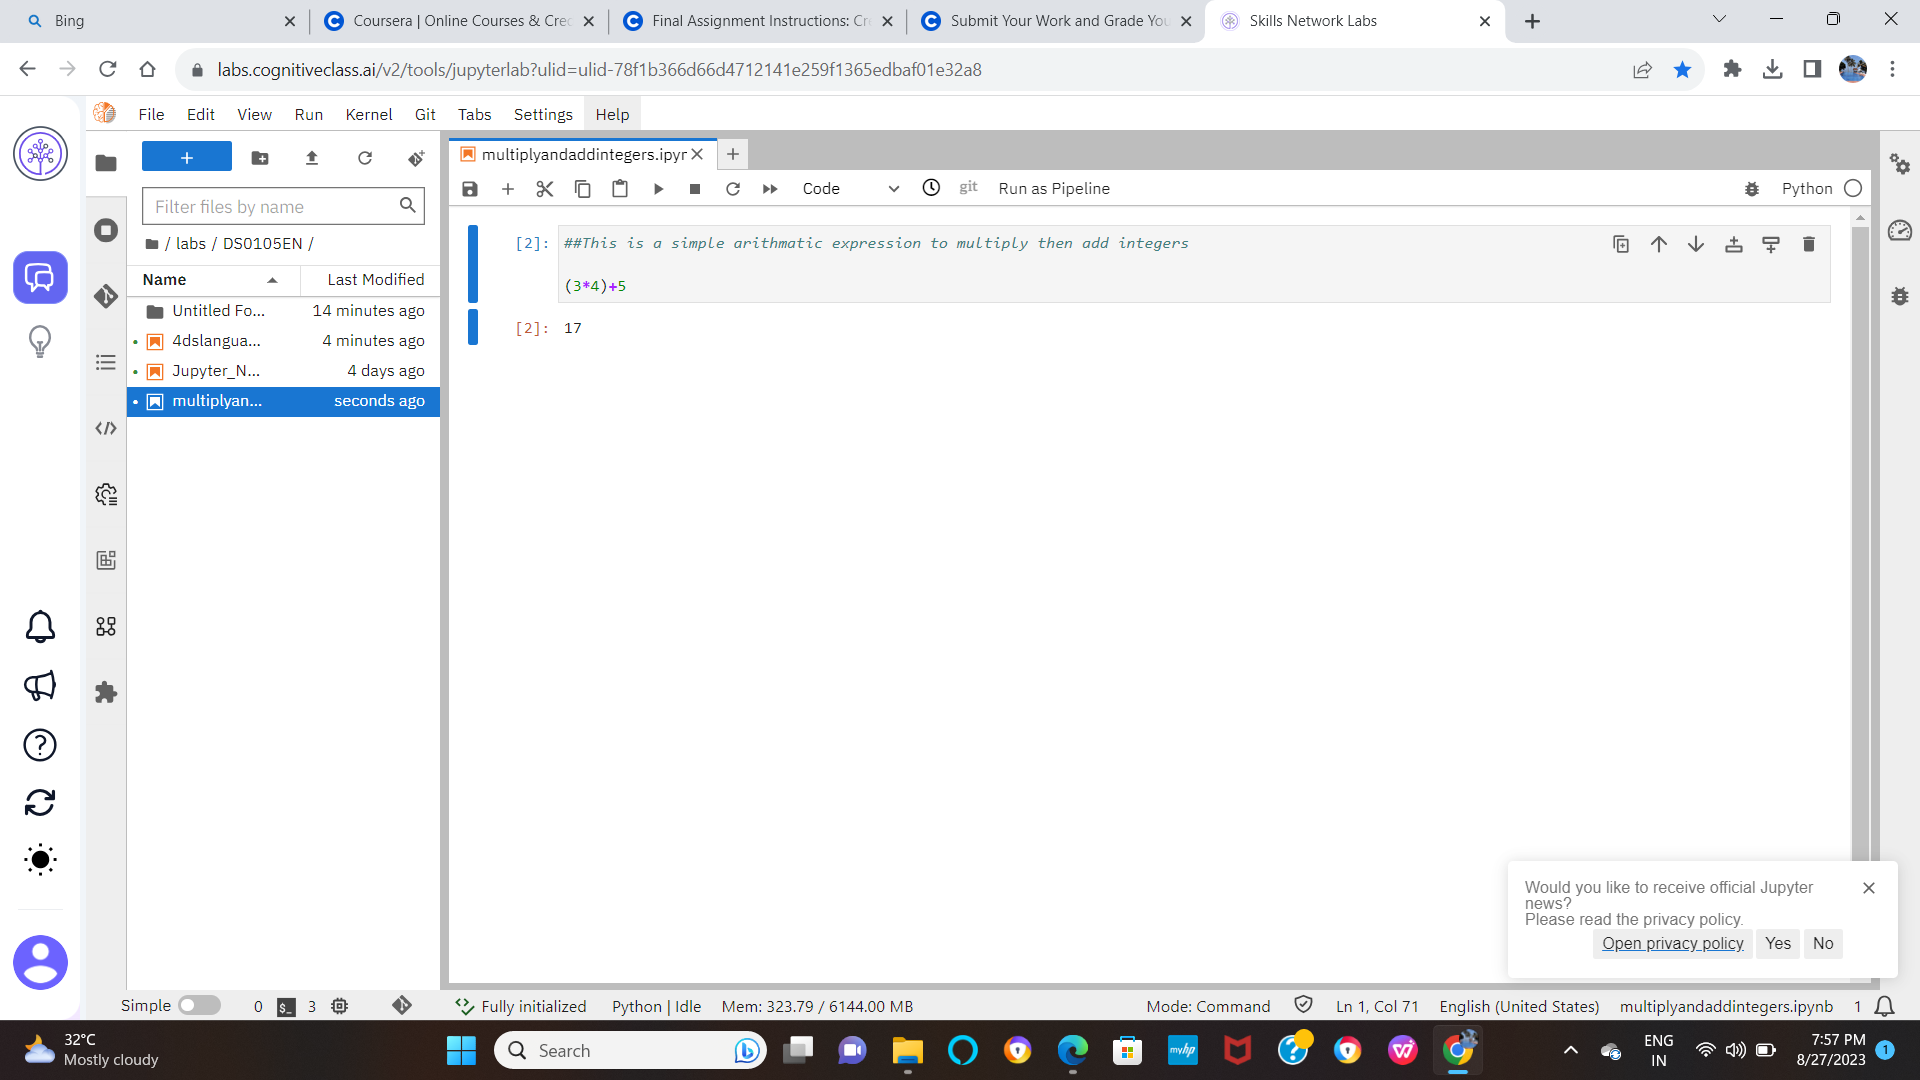 Bing
Coursera | Online Courses & Cred
Final Assignment Instructions: Cre
Submit Your Work and Grade You
Skills Network Labs
labs.cognitiveclass.ai/v2/tools/jupyterlab?ulid=ulid-78f1b366d66d4712141e259f1365edbaf01e32a8
File Edit View Run Kernel Git Tabs Settings Help
multiplyandaddintegers.ipyn
Code
git
Run as Pipeline
Python
Filter files by name
/ labs / DS0105EN /
Name Last Modified
Untitled Fo... 14 minutes ago
4dslangua... 4 minutes ago
Jupyter_N... 4 days ago
multiplyan... seconds ago
[2]: ##This is a simple arithmatic expression to multiply then add integers
(3*4)+5
[2]: 17
Would you like to receive official Jupyter
news?
Please read the privacy policy.
Open privacy policy Yes No
Simple 0 $_ 3 Fully initialized Python | Idle Mem: 323.79 / 6144.00 MB Mode: Command Ln 1, Col 71 English (United States) multiplyandaddintegers.ipynb 1
32°C
Mostly cloudy
Search
myhp
ENG
IN
7:57 PM
8/27/2023
1